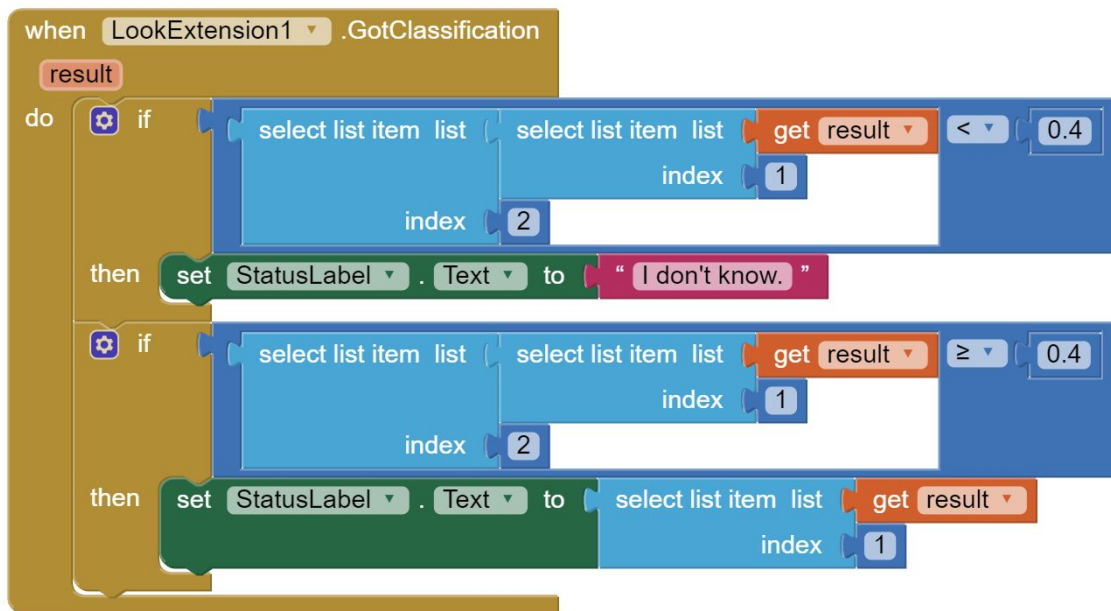 when LookExtension1 .GotClassification
result
do if select list item list select list item list get result < 0.4
index 1
index 2
then set StatusLabel . Text to “ I don't know. ”
if select list item list select list item list get result ≥ 0.4
index 1
index 2
then set StatusLabel . Text to select list item list get result
index 1